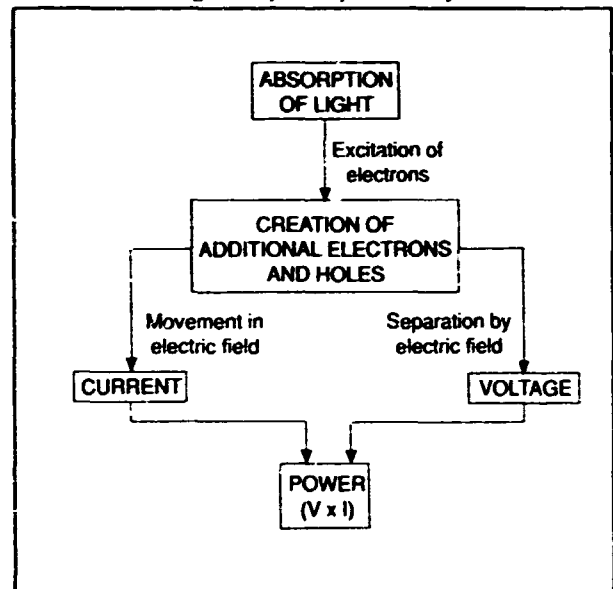 ABSORPTION
OF LIGHT
Excitation of
electrons
CREATION OF
ADDITIONAL ELECTRONS
AND HOLES
Movement in
electric field
Separation by
electric field
CURRENT
VOLTAGE
POWER
(V x I)